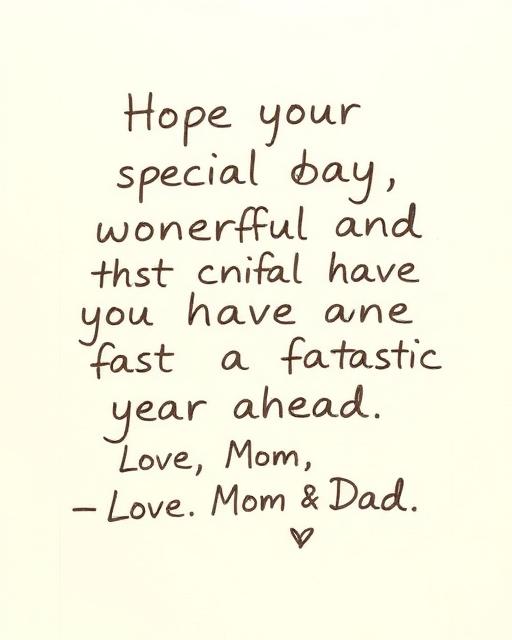 Hope your
special bay,
wonerfful and
thst cnifal have
you have ane
fast a fatastic
year ahead.
Love, Mom,
– Love. Mom & Dad.